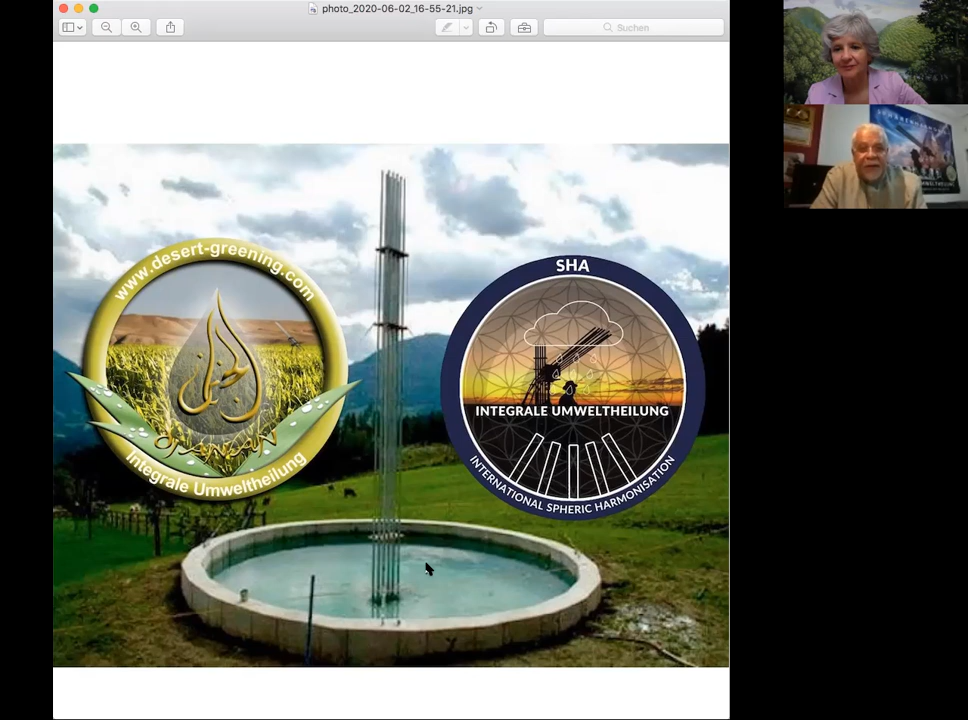 photo_2020-06-02_16-55-21.jpg
Suchen
www.desert-greening.com
Integrale Umweltheilung
SHA
INTEGRALE UMWELTHEILUNG
INTERNATIONAL SPHERIC HARMONISATION